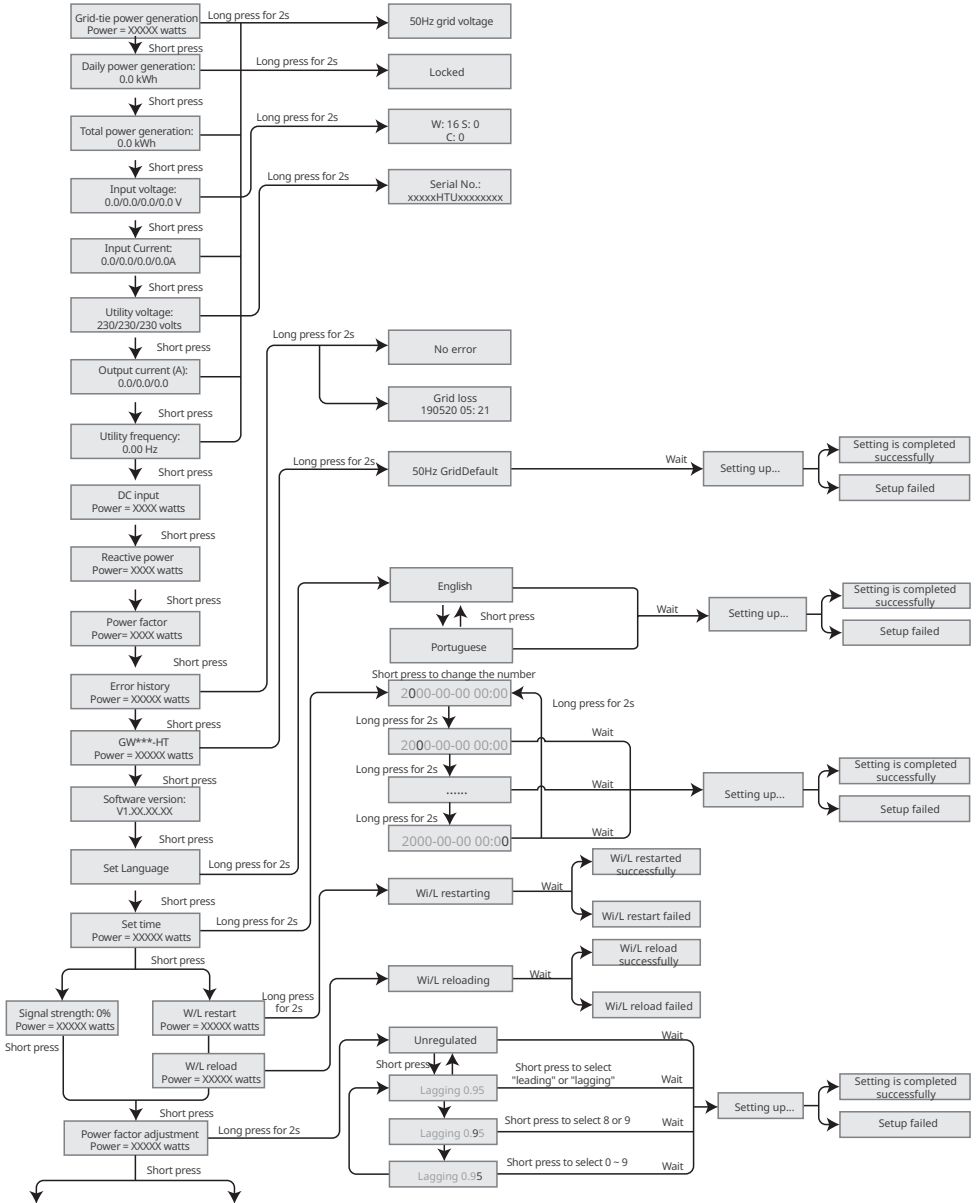 Grid-tie power generation
Power = XXXXX watts
Long press for 2s
50Hz grid voltage
Short press
Daily power generation:
0.0 kWh
Long press for 2s
Locked
Short press
Total power generation:
0.0 kWh
Long press for 2s
W: 16 S: 0
C: 0
Short press
Input voltage:
0.0/0.0/0.0/0.0 V
Long press for 2s
Serial No.:
xxxxxHTUxxxxxxxx
Short press
Input Current:
0.0/0.0/0.0/0.0A
Short press
Utility voltage:
230/230/230 volts
Short press
Long press for 2s
No error
Output current (A):
0.0/0.0/0.0
Grid loss
190520 05: 21
Short press
Utility frequency:
0.00 Hz
Long press for 2s
50Hz GridDefault
Wait
Setting up...
Setting is completed
successfully
Setup failed
Short press
DC input
Power = XXXX watts
Short press
Reactive power
Power= XXXX watts
Short press
Power factor
Power= XXXX watts
English
Short press
Portuguese
Wait
Setting up...
Setting is completed
successfully
Setup failed
Short press
Error history
Power = XXXXX watts
Short press to change the number
2000-00-00 00:00
Long press for 2s
Short press
Long press for 2s
GW***-HT
Power = XXXXX watts
2000-00-00 00:00
Wait
Short press
Long press for 2s
Software version:
V1.XX.XX.XX
......
Wait
Setting up...
Setting is completed
successfully
Setup failed
Long press for 2s
Short press
2000-00-00 00:00
Wait
Set Language
Long press for 2s
Wi/L restarting
Wait
Wi/L restarted
successfully
Wi/L restart failed
Short press
Set time
Power = XXXXX watts
Long press for 2s
Short press
Wi/L reloading
Wait
Wi/L reload
successfully
Wi/L reload failed
Signal strength: 0%
Power = XXXXX watts
W/L restart
Power = XXXXX watts
Long press
for 2s
Short press
W/L reload
Power = XXXXX watts
Unregulated
Wait
Short press
Short press to select
"leading" or "lagging"
Lagging 0.95
Wait
Short press
Power factor adjustment
Power = XXXXX watts
Long press for 2s
Lagging 0.95
Short press to select 8 or 9
Wait
Setting up...
Setting is completed
successfully
Setup failed
Short press to select 0 ~ 9
Lagging 0.95
Wait
Short press